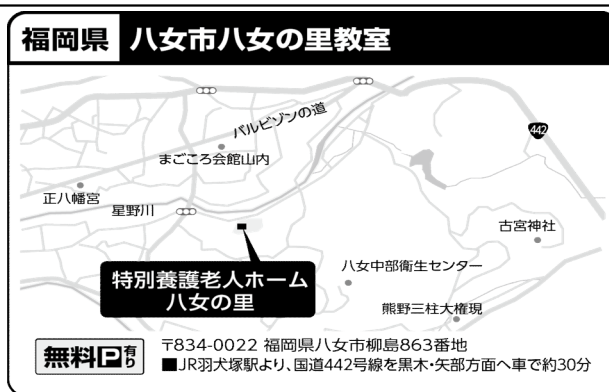 福岡県 八女市八女の里教室
442
バルビゾンの道
まごころ会館山内
正八幡宮
星野川
古宮神社
特別養護老人ホーム
八女の里
八女中部衛生センター
熊野三柱大権現
無料P有り
〒834-0022 福岡県八女市柳島863番地
■JR羽犬塚駅より、国道442号線を黒木・矢部方面へ車で約30分